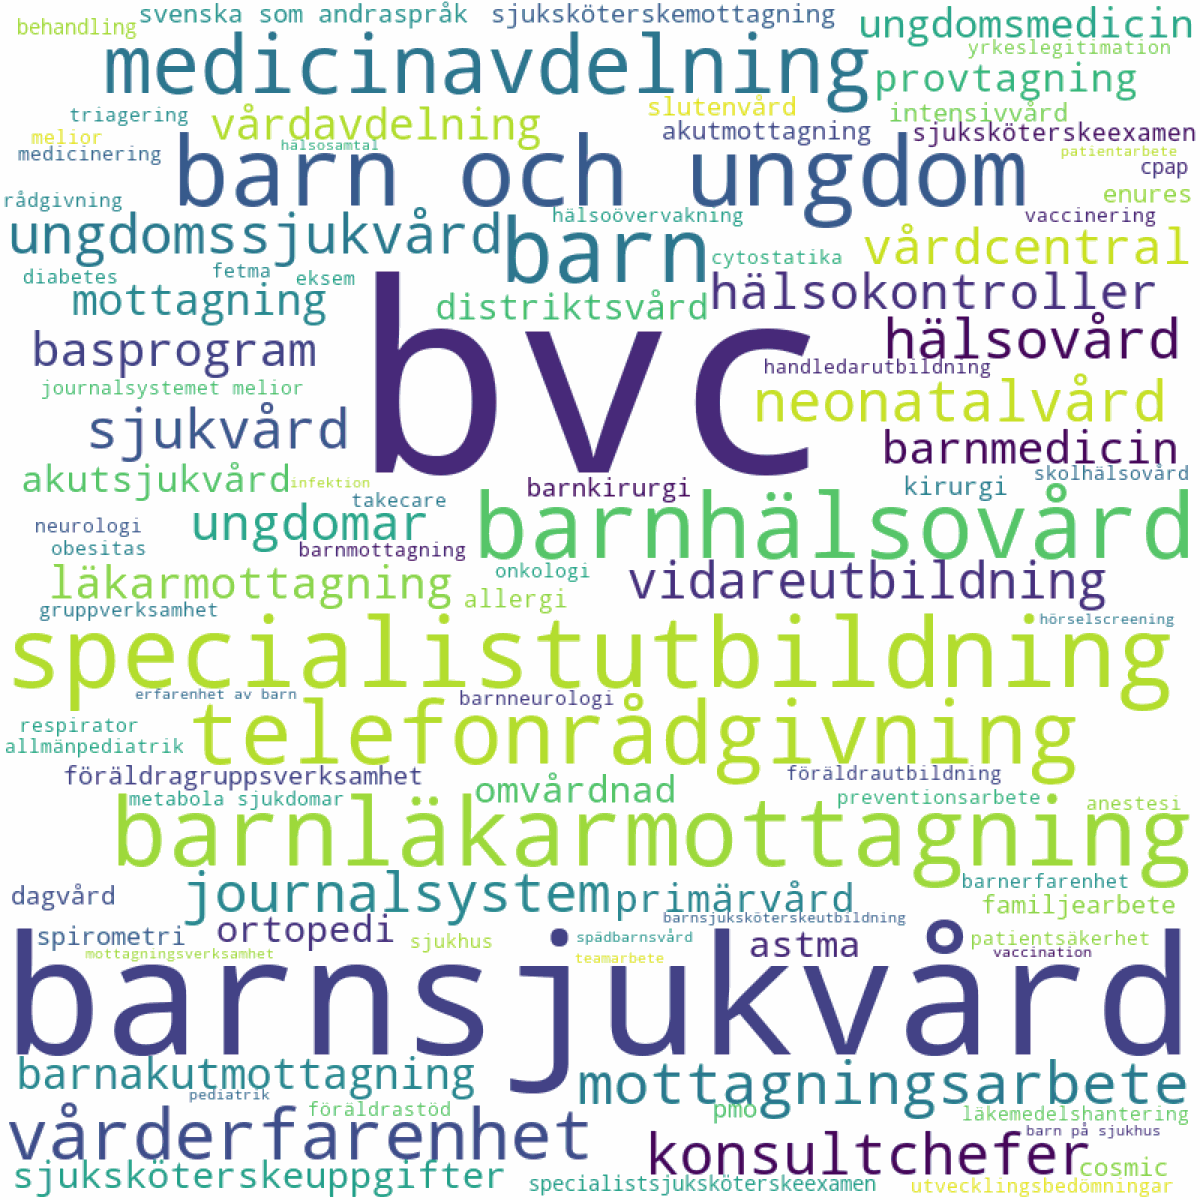 svenska som andraspråk
sjuksköterskemottagning
ungdomsmedicin
behandling
medicinavdelning
yrkeslegitimation
provtagning
triagering
vårdavdelning
slutenvård
intensivvård
melior
hälsosamtal
akutmottagning
sjuksköterskeexamen
medicinering
barn och ungdom
patientarbete
cpap
rådgivning
enures
ungdomssjukvård
hälsoövervakning
vaccinering
barn
vårdcentral
diabetes
fetma
eksem
cytostatika
mottagning
distriktsvård
hälsokontroller
bvc
basprogram
hälsovård
handledarutbildning
journalsystemet melior
neonatalvård
sjukvård
barnmedicin
akutsjukvård
infektion
barnkirurgi
kirurgi
skolhälsovård
takecare
neurologi
ungdomar
barnhälsovård
obesitas
barnmottagning
läkarmottagning
onkologi
vidareutbildning
allergi
gruppverksamhet
hörselscreening
specialistutbildning
erfarenhet av barn
barnneurologi
respirator
telefonrådgivning
allmänpediatrik
föräldragruppsverksamhet
föräldrautbildning
metabola sjukdomar
omvårdnad
preventionsarbete
anestesi
barnläkarmottagning
dagvård
journalsystem
primärvård
barnerfarenhet
familjearbete
barnsjuksköterskeutbildning
spirometri
ortopedi
sjukhus
spädbarnsvård
astma
patientsäkerhet
mottagningsverksamhet
teamarbete
vaccination
barnsjukvård
barnakutmottagning
mottagningsarbete
pediatrik
föräldrastöd
pmo
läkemedelshantering
vårderfarenhet
konsultchefer
barn på sjukhus
cosmic
sjuksköterskeuppgifter
specialistsjuksköterskeexamen
utvecklingsbedömningar